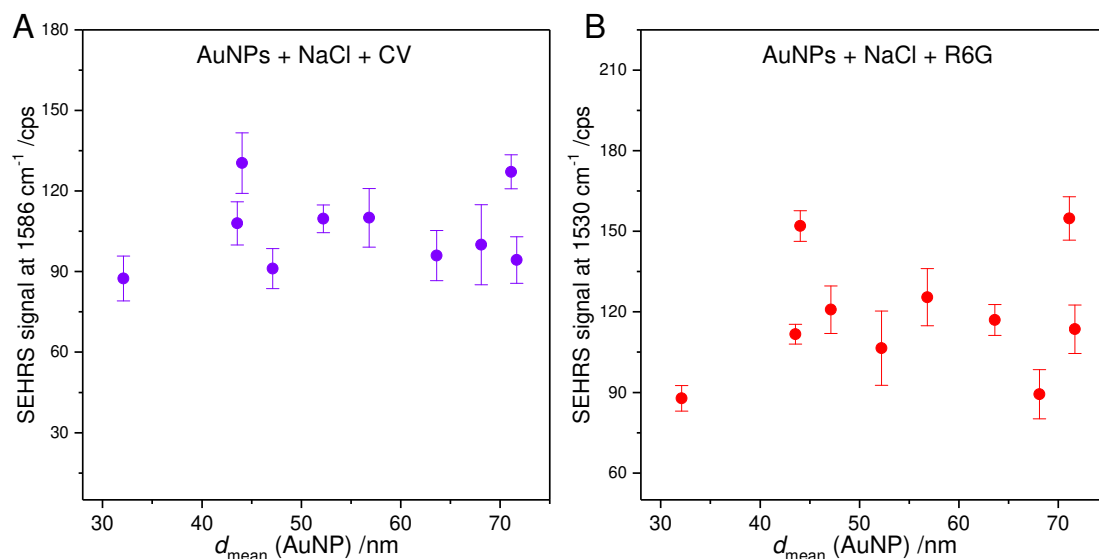 A
AuNPs + NaCl + CV
SEHRS signal at 1586 cm⁻¹ /cps
180
150
120
90
60
30
30 40 50 60 70
d_mean (AuNP) /nm
B
AuNPs + NaCl + R6G
SEHRS signal at 1530 cm⁻¹ /cps
210
180
150
120
90
60
30 40 50 60 70
d_mean (AuNP) /nm